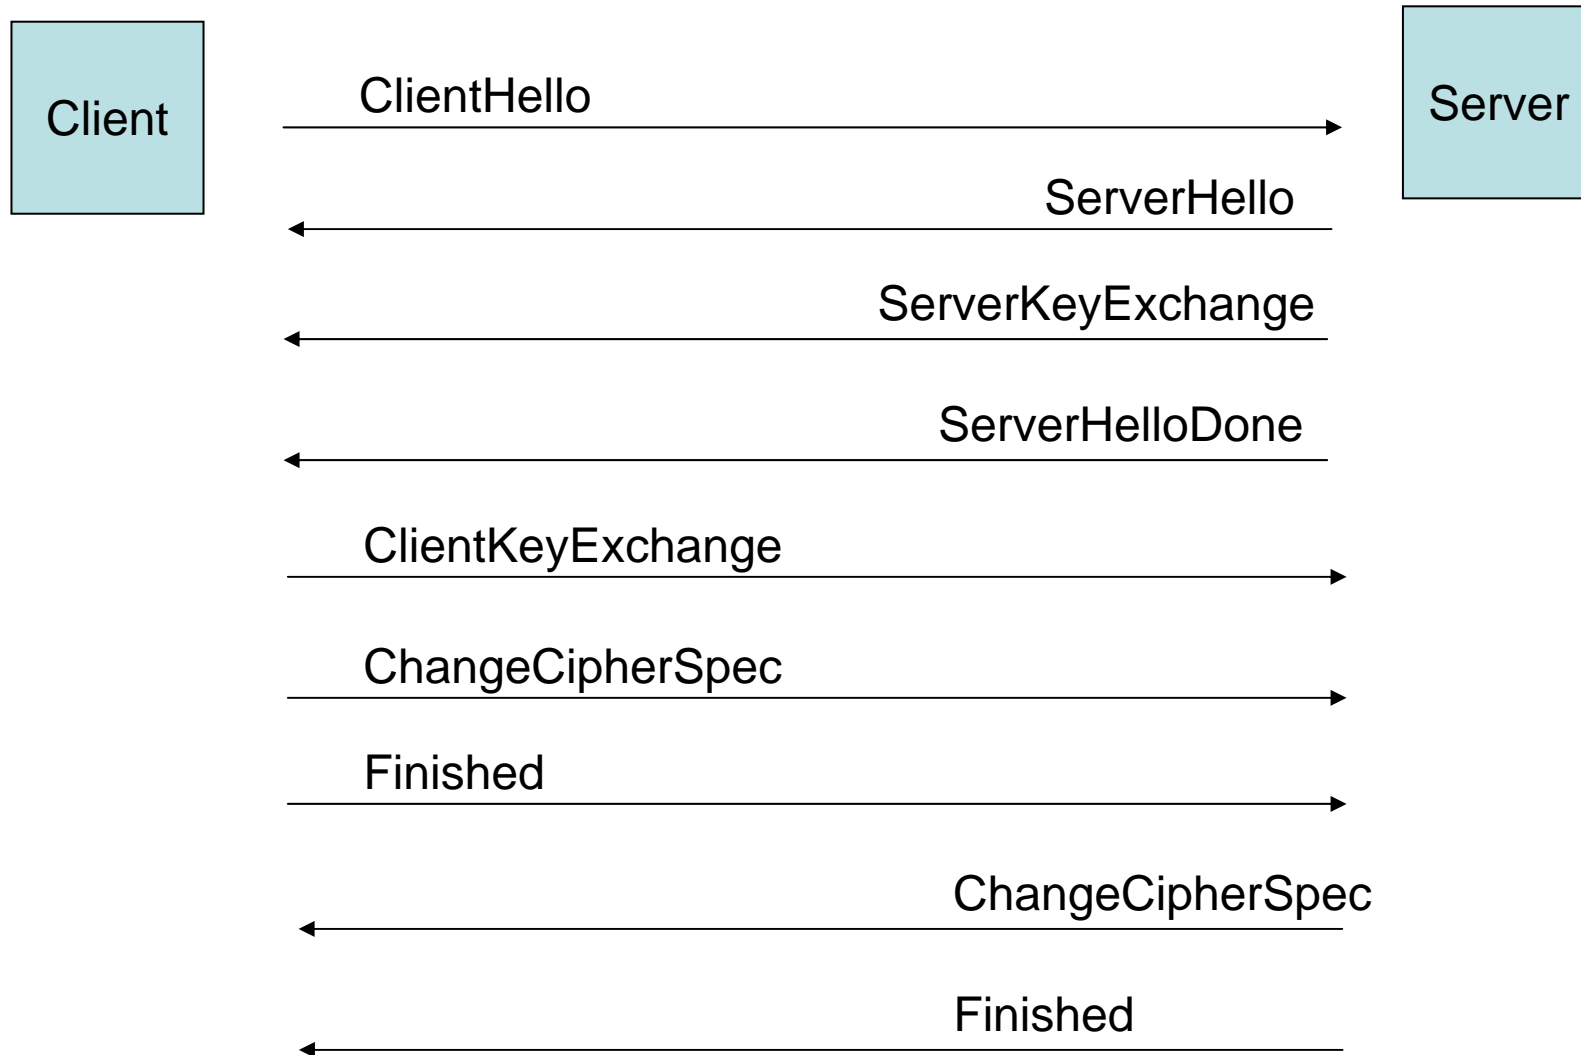 Client
Server
ClientHello
ServerHello
ServerKeyExchange
ServerHelloDone
ClientKeyExchange
ChangeCipherSpec
Finished
ChangeCipherSpec
Finished